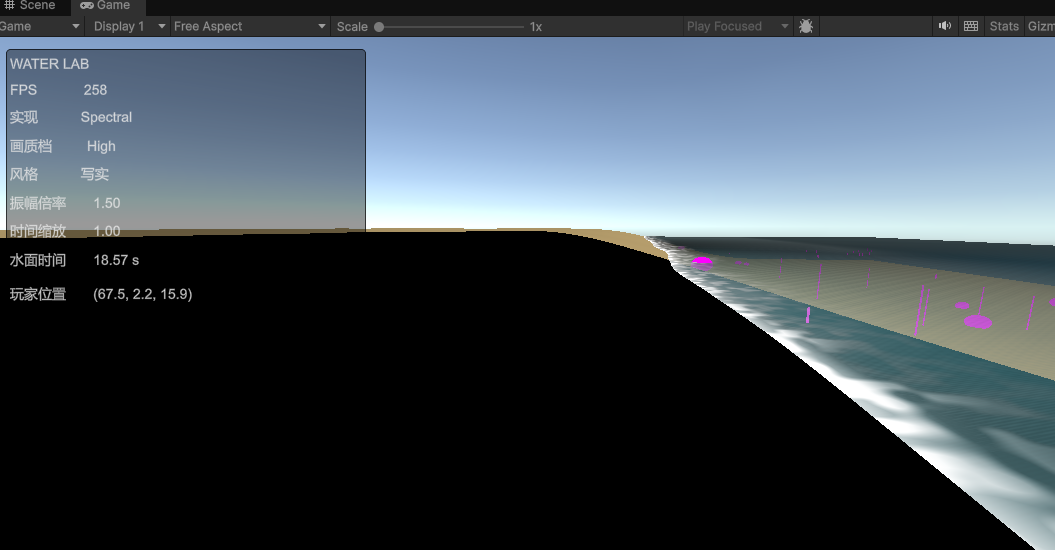 Scene Game
Game Display 1 Free Aspect Scale 1x Play Focused Stats Gizm
WATER LAB
FPS 258
实现 Spectral
画质档 High
风格 写实
振幅倍率 1.50
时间缩放 1.00
水面时间 18.57 s
玩家位置 (67.5, 2.2, 15.9)